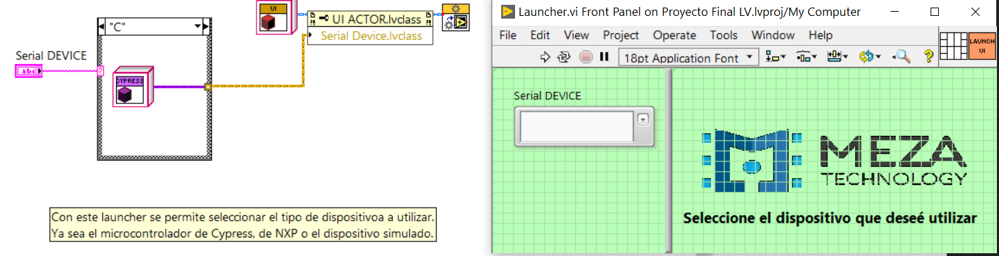 "C"
UI
UI ACTOR.lvclass
Serial Device.lvclass
Serial DEVICE
abc
?
CYPRESS
Con este launcher se permite seleccionar el tipo de dispositivoa a utilizar.
Ya sea el microcontrolador de Cypress, de NXP o el dispositivo simulado.
Launcher.vi Front Panel on Proyecto Final LV.lvproj/My Computer
File Edit View Project Operate Tools Window Help
LAUNCH
UI
18pt Application Font
?
Serial DEVICE
MEZA
TECHNOLOGY
Seleccione el dispositivo que deseé utilizar